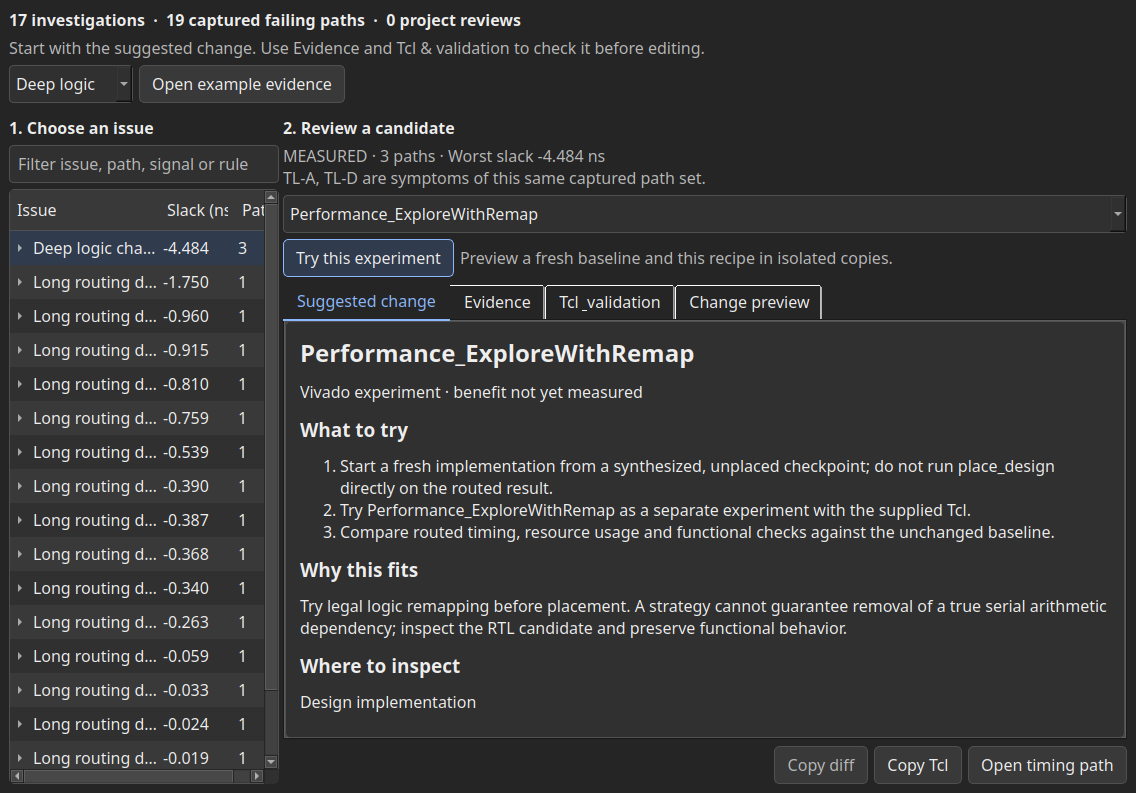 17 investigations · 19 captured failing paths · 0 project reviews
Start with the suggested change. Use Evidence and Tcl & validation to check it before editing.
Deep logic
Open example evidence
1. Choose an issue
Filter issue, path, signal or rule
Issue Slack (ns Pat
Deep logic cha... -4.484 3
Long routing d... -1.750 1
Long routing d... -0.960 1
Long routing d... -0.915 1
Long routing d... -0.810 1
Long routing d... -0.759 1
Long routing d... -0.539 1
Long routing d... -0.390 1
Long routing d... -0.387 1
Long routing d... -0.368 1
Long routing d... -0.340 1
Long routing d... -0.263 1
Long routing d... -0.059 1
Long routing d... -0.033 1
Long routing d... -0.024 1
Long routing d... -0.019 1
2. Review a candidate
MEASURED · 3 paths · Worst slack -4.484 ns
TL-A, TL-D are symptoms of this same captured path set.
Performance_ExploreWithRemap
Try this experiment Preview a fresh baseline and this recipe in isolated copies.
Suggested change Evidence Tcl _validation Change preview
Performance_ExploreWithRemap
Vivado experiment · benefit not yet measured
What to try
1. Start a fresh implementation from a synthesized, unplaced checkpoint; do not run place_design
directly on the routed result.
2. Try Performance_ExploreWithRemap as a separate experiment with the supplied Tcl.
3. Compare routed timing, resource usage and functional checks against the unchanged baseline.
Why this fits
Try legal logic remapping before placement. A strategy cannot guarantee removal of a true serial arithmetic
dependency; inspect the RTL candidate and preserve functional behavior.
Where to inspect
Design implementation
Copy diff Copy Tcl Open timing path